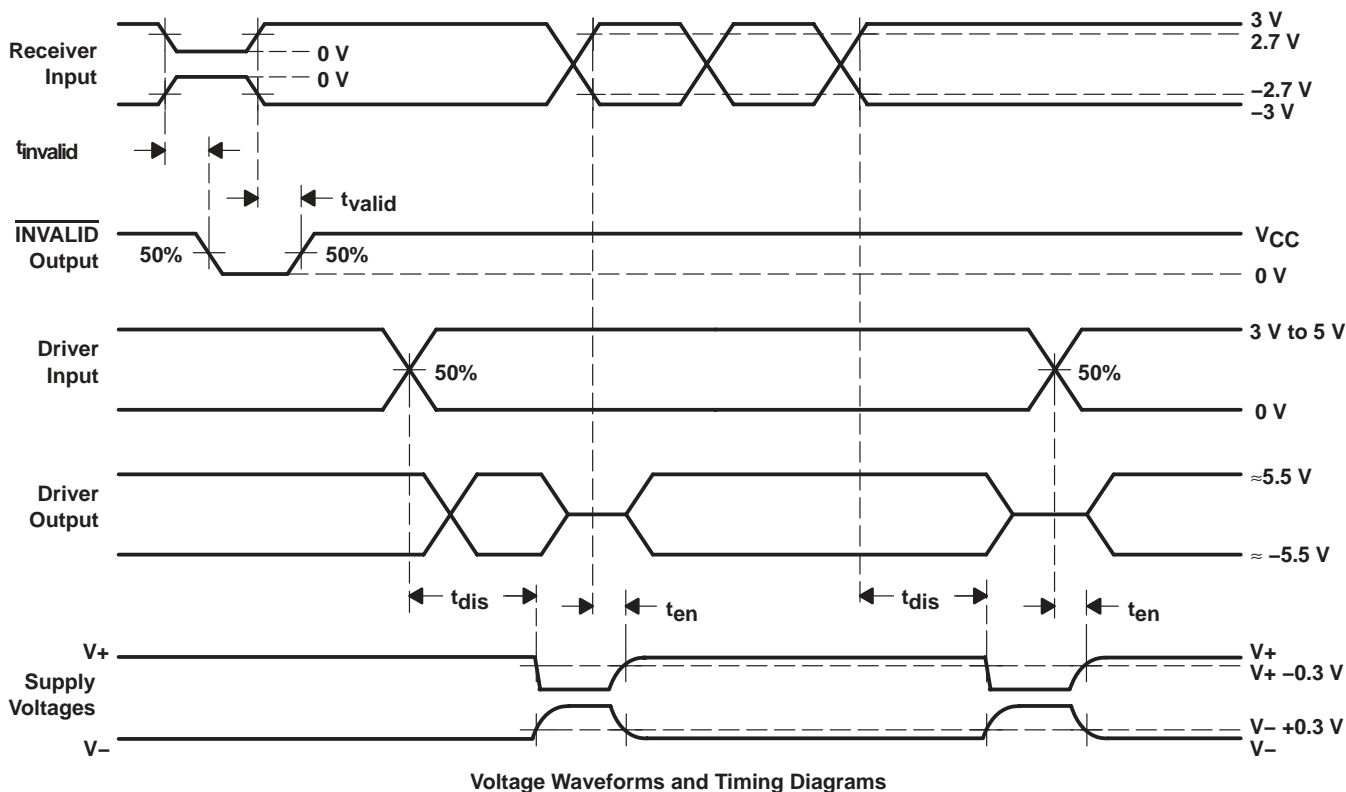 3 V
2.7 V
Receiver
Input
0 V
0 V
−2.7 V
−3 V
tinvalid
tvalid
INVALID
Output
50%
50%
VCC
0 V
Driver
Input
50%
50%
3 V to 5 V
0 V
Driver
Output
≈5.5 V
≈ −5.5 V
tdis
ten
tdis
ten
V+
Supply
Voltages
V−
V+
V+ −0.3 V
V− +0.3 V
V−
Voltage Waveforms and Timing Diagrams